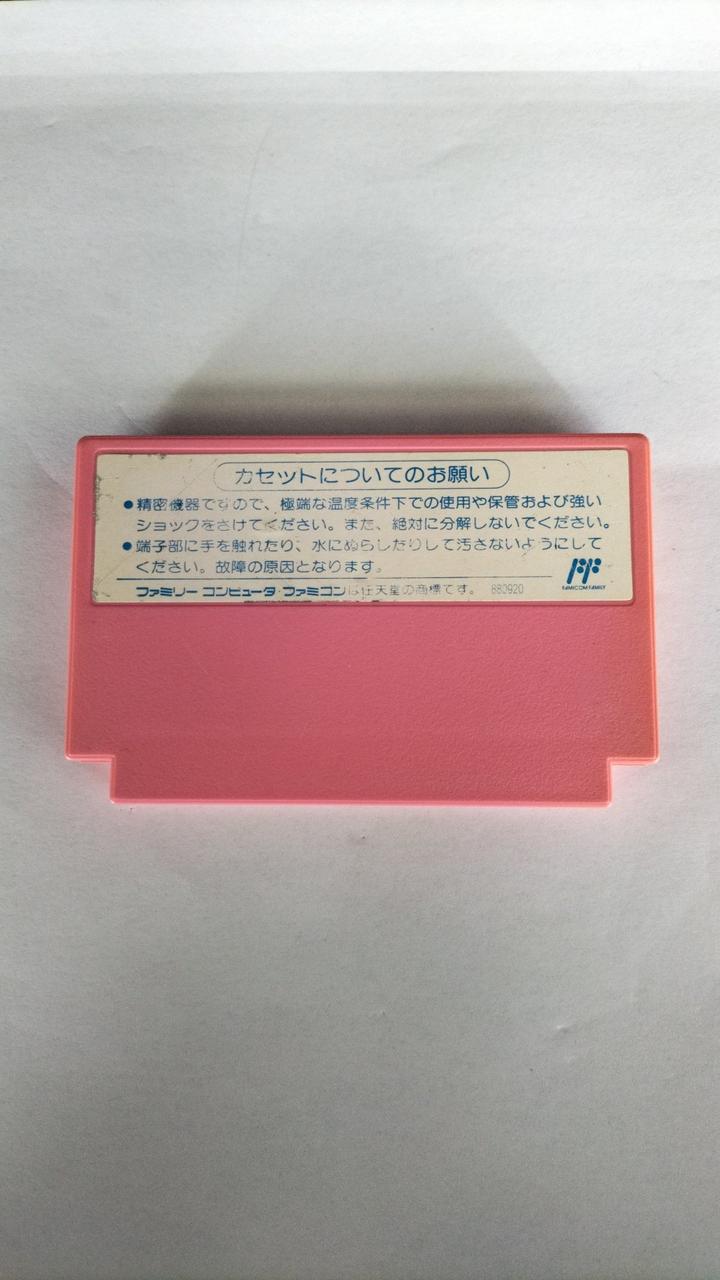 カセットについてのお願い
●精密機器ですので、極端な温度条件下での使用や保管および強い
ショックをさけてください。また、絶対に分解しないでください。
●端子部に手を触れたり、水にぬらしたりして汚さないようにして
ください。故障の原因となります。
FAMICOM FAMILY
ファミリー コンピュータ・ファミコンは任天堂の商標です。 880920